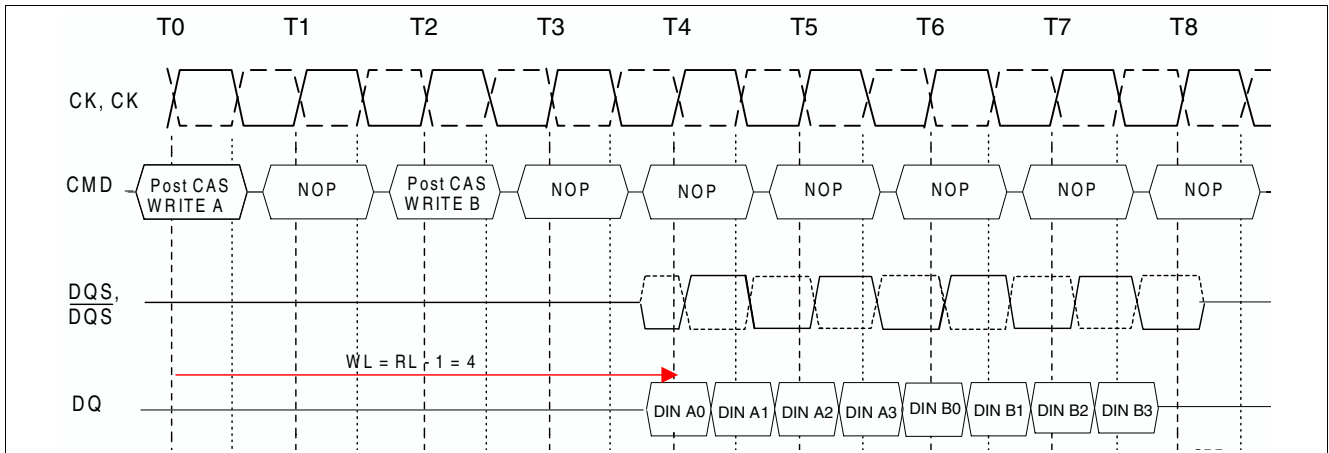 T0 T1 T2 T3 T4 T5 T6 T7 T8
CK, CK
CMD Post CAS WRITE A NOP Post CAS WRITE B NOP NOP NOP NOP NOP NOP
DQS,
DQS
WL = RL - 1 = 4
DQ DIN A0 DIN A1 DIN A2 DIN A3 DIN B0 DIN B1 DIN B2 DIN B3